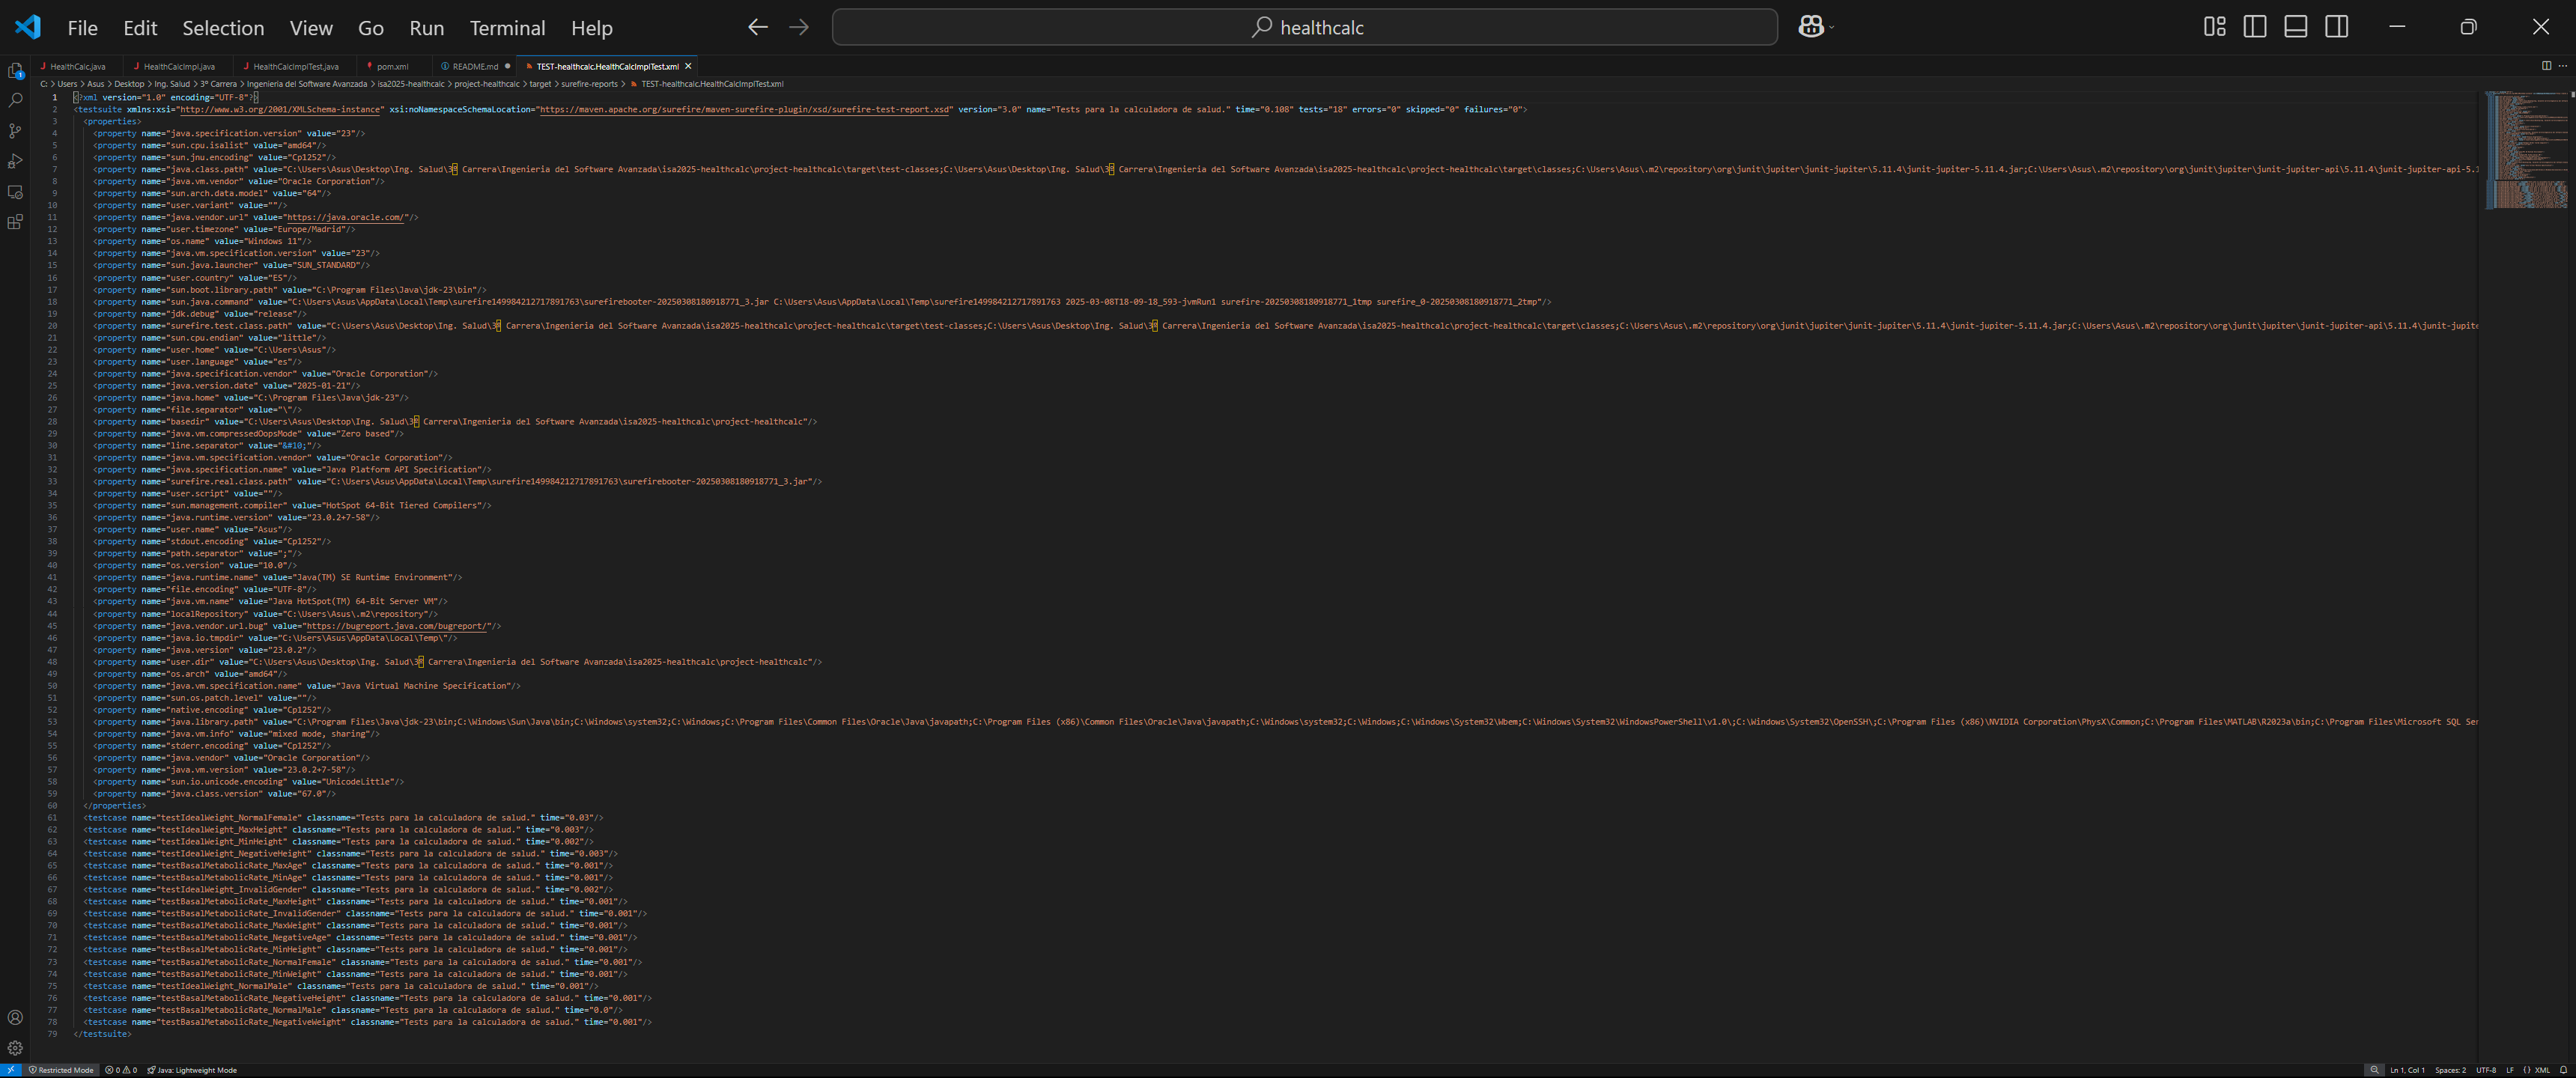 File Edit Selection View Go Run Terminal Help
healthcalc
HealthCalc.java HealthCalcImpl.java HealthCalcImplTest.java pom.xml README.md TEST-healthcalc.HealthCalcImplTest.xml
C: > Users > Asus > Desktop > Ing. Salud > 3º Carrera > Ingenieria del Software Avanzada > isa2025-healthcalc > project-healthcalc > target > surefire-reports > TEST-healthcalc.HealthCalcImplTest.xml
1 <?xml version="1.0" encoding="UTF-8"?>
2 <testsuite xmlns:xsi="http://www.w3.org/2001/XMLSchema-instance" xsi:noNamespaceSchemaLocation="https://maven.apache.org/surefire/maven-surefire-plugin/xsd/surefire-test-report.xsd" version="3.0" name="Tests para la calculadora de salud." time="0.108" tests="18" errors="0" skipped="0" failures="0">
3 <properties>
4 <property name="java.specification.version" value="23"/>
5 <property name="sun.cpu.isalist" value="amd64"/>
6 <property name="sun.jnu.encoding" value="Cp1252"/>
7 <property name="java.class.path" value="C:\Users\Asus\Desktop\Ing. Salud\3º Carrera\Ingenieria del Software Avanzada\isa2025-healthcalc\project-healthcalc\target\test-classes;C:\Users\Asus\Desktop\Ing. Salud\3º Carrera\Ingenieria del Software Avanzada\isa2025-healthcalc\project-healthcalc\target\classes;C:\Users\Asus\.m2\repository\org\junit\jupiter\junit-jupiter\5.11.4\junit-jupiter-5.11.4.jar;C:\Users\Asus\.m2\repository\org\junit\jupiter\junit-jupiter-api\5.11.4\junit-jupiter-api-5.1
8 <property name="java.vm.vendor" value="Oracle Corporation"/>
9 <property name="sun.arch.data.model" value="64"/>
10 <property name="user.variant" value=""/>
11 <property name="java.vendor.url" value="https://java.oracle.com/"/>
12 <property name="user.timezone" value="Europe/Madrid"/>
13 <property name="os.name" value="Windows 11"/>
14 <property name="java.vm.specification.version" value="23"/>
15 <property name="sun.java.launcher" value="SUN_STANDARD"/>
16 <property name="user.country" value="ES"/>
17 <property name="sun.boot.library.path" value="C:\Program Files\Java\jdk-23\bin"/>
18 <property name="sun.java.command" value="C:\Users\Asus\AppData\Local\Temp\surefire149984212717891763\surefirebooter-20250308180918771_3.jar C:\Users\Asus\AppData\Local\Temp\surefire149984212717891763 2025-03-08T18-09-18_593-jvmRun1 surefire-20250308180918771_1tmp surefire_0-20250308180918771_2tmp"/>
19 <property name="jdk.debug" value="release"/>
20 <property name="surefire.test.class.path" value="C:\Users\Asus\Desktop\Ing. Salud\3º Carrera\Ingenieria del Software Avanzada\isa2025-healthcalc\project-healthcalc\target\test-classes;C:\Users\Asus\Desktop\Ing. Salud\3º Carrera\Ingenieria del Software Avanzada\isa2025-healthcalc\project-healthcalc\target\classes;C:\Users\Asus\.m2\repository\org\junit\jupiter\junit-jupiter\5.11.4\junit-jupiter-5.11.4.jar;C:\Users\Asus\.m2\repository\org\junit\jupiter\junit-jupiter-api\5.11.4\junit-jupite
21 <property name="sun.cpu.endian" value="little"/>
22 <property name="user.home" value="C:\Users\Asus"/>
23 <property name="user.language" value="es"/>
24 <property name="java.specification.vendor" value="Oracle Corporation"/>
25 <property name="java.version.date" value="2025-01-21"/>
26 <property name="java.home" value="C:\Program Files\Java\jdk-23"/>
27 <property name="file.separator" value="\"/>
28 <property name="basedir" value="C:\Users\Asus\Desktop\Ing. Salud\3º Carrera\Ingenieria del Software Avanzada\isa2025-healthcalc\project-healthcalc"/>
29 <property name="java.vm.compressedOopsMode" value="Zero based"/>
30 <property name="line.separator" value="&#10;"/>
31 <property name="java.vm.specification.vendor" value="Oracle Corporation"/>
32 <property name="java.specification.name" value="Java Platform API Specification"/>
33 <property name="surefire.real.class.path" value="C:\Users\Asus\AppData\Local\Temp\surefire149984212717891763\surefirebooter-20250308180918771_3.jar"/>
34 <property name="user.script" value=""/>
35 <property name="sun.management.compiler" value="HotSpot 64-Bit Tiered Compilers"/>
36 <property name="java.runtime.version" value="23.0.2+7-58"/>
37 <property name="user.name" value="Asus"/>
38 <property name="stdout.encoding" value="Cp1252"/>
39 <property name="path.separator" value=";"/>
40 <property name="os.version" value="10.0"/>
41 <property name="java.runtime.name" value="Java(TM) SE Runtime Environment"/>
42 <property name="file.encoding" value="UTF-8"/>
43 <property name="java.vm.name" value="Java HotSpot(TM) 64-Bit Server VM"/>
44 <property name="localRepository" value="C:\Users\Asus\.m2\repository"/>
45 <property name="java.vendor.url.bug" value="https://bugreport.java.com/bugreport/"/>
46 <property name="java.io.tmpdir" value="C:\Users\Asus\AppData\Local\Temp\"/>
47 <property name="java.version" value="23.0.2"/>
48 <property name="user.dir" value="C:\Users\Asus\Desktop\Ing. Salud\3º Carrera\Ingenieria del Software Avanzada\isa2025-healthcalc\project-healthcalc"/>
49 <property name="os.arch" value="amd64"/>
50 <property name="java.vm.specification.name" value="Java Virtual Machine Specification"/>
51 <property name="sun.os.patch.level" value=""/>
52 <property name="native.encoding" value="Cp1252"/>
53 <property name="java.library.path" value="C:\Program Files\Java\jdk-23\bin;C:\Windows\Sun\Java\bin;C:\Windows\system32;C:\Windows;C:\Program Files\Common Files\Oracle\Java\javapath;C:\Program Files (x86)\Common Files\Oracle\Java\javapath;C:\Windows\system32;C:\Windows;C:\Windows\System32\Wbem;C:\Windows\System32\WindowsPowerShell\v1.0\;C:\Windows\System32\OpenSSH\;C:\Program Files (x86)\NVIDIA Corporation\PhysX\Common;C:\Program Files\MATLAB\R2023a\bin;C:\Program Files\Microsoft SQL Ser
54 <property name="java.vm.info" value="mixed mode, sharing"/>
55 <property name="stderr.encoding" value="Cp1252"/>
56 <property name="java.vendor" value="Oracle Corporation"/>
57 <property name="java.vm.version" value="23.0.2+7-58"/>
58 <property name="sun.io.unicode.encoding" value="UnicodeLittle"/>
59 <property name="java.class.version" value="67.0"/>
60 </properties>
61 <testcase name="testIdealWeight_NormalFemale" classname="Tests para la calculadora de salud." time="0.03"/>
62 <testcase name="testIdealWeight_MaxHeight" classname="Tests para la calculadora de salud." time="0.003"/>
63 <testcase name="testIdealWeight_MinHeight" classname="Tests para la calculadora de salud." time="0.002"/>
64 <testcase name="testIdealWeight_NegativeHeight" classname="Tests para la calculadora de salud." time="0.003"/>
65 <testcase name="testBasalMetabolicRate_MaxAge" classname="Tests para la calculadora de salud." time="0.001"/>
66 <testcase name="testBasalMetabolicRate_MinAge" classname="Tests para la calculadora de salud." time="0.001"/>
67 <testcase name="testIdealWeight_InvalidGender" classname="Tests para la calculadora de salud." time="0.002"/>
68 <testcase name="testBasalMetabolicRate_MaxHeight" classname="Tests para la calculadora de salud." time="0.001"/>
69 <testcase name="testBasalMetabolicRate_InvalidGender" classname="Tests para la calculadora de salud." time="0.001"/>
70 <testcase name="testBasalMetabolicRate_MaxWeight" classname="Tests para la calculadora de salud." time="0.001"/>
71 <testcase name="testBasalMetabolicRate_NegativeAge" classname="Tests para la calculadora de salud." time="0.001"/>
72 <testcase name="testBasalMetabolicRate_MinHeight" classname="Tests para la calculadora de salud." time="0.001"/>
73 <testcase name="testBasalMetabolicRate_NormalFemale" classname="Tests para la calculadora de salud." time="0.001"/>
74 <testcase name="testBasalMetabolicRate_MinWeight" classname="Tests para la calculadora de salud." time="0.001"/>
75 <testcase name="testIdealWeight_NormalMale" classname="Tests para la calculadora de salud." time="0.001"/>
76 <testcase name="testBasalMetabolicRate_NegativeHeight" classname="Tests para la calculadora de salud." time="0.001"/>
77 <testcase name="testBasalMetabolicRate_NormalMale" classname="Tests para la calculadora de salud." time="0.0"/>
78 <testcase name="testBasalMetabolicRate_NegativeWeight" classname="Tests para la calculadora de salud." time="0.001"/>
79 </testsuite>
Restricted Mode 0 0 Java: Lightweight Mode Ln 1, Col 1 Spaces: 2 UTF-8 LF {} XML